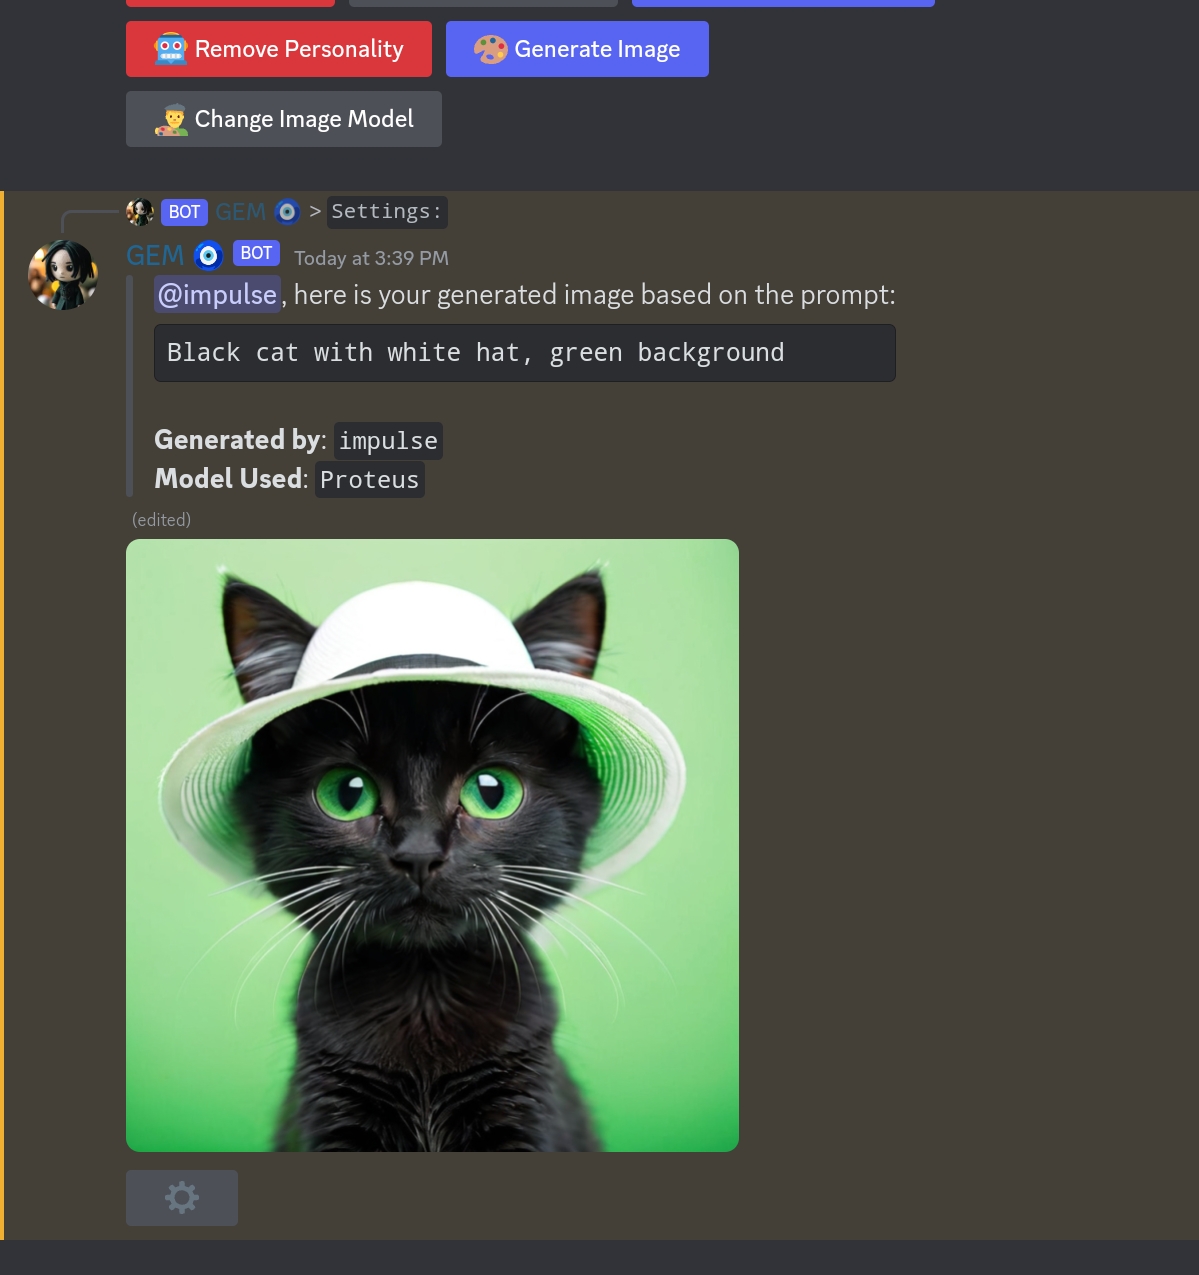 Remove Personality
Generate Image
Change Image Model
BOT GEM > Settings:
GEM BOT Today at 3:39 PM
@impulse, here is your generated image based on the prompt:
Black cat with white hat, green background
Generated by: impulse
Model Used: Proteus
(edited)